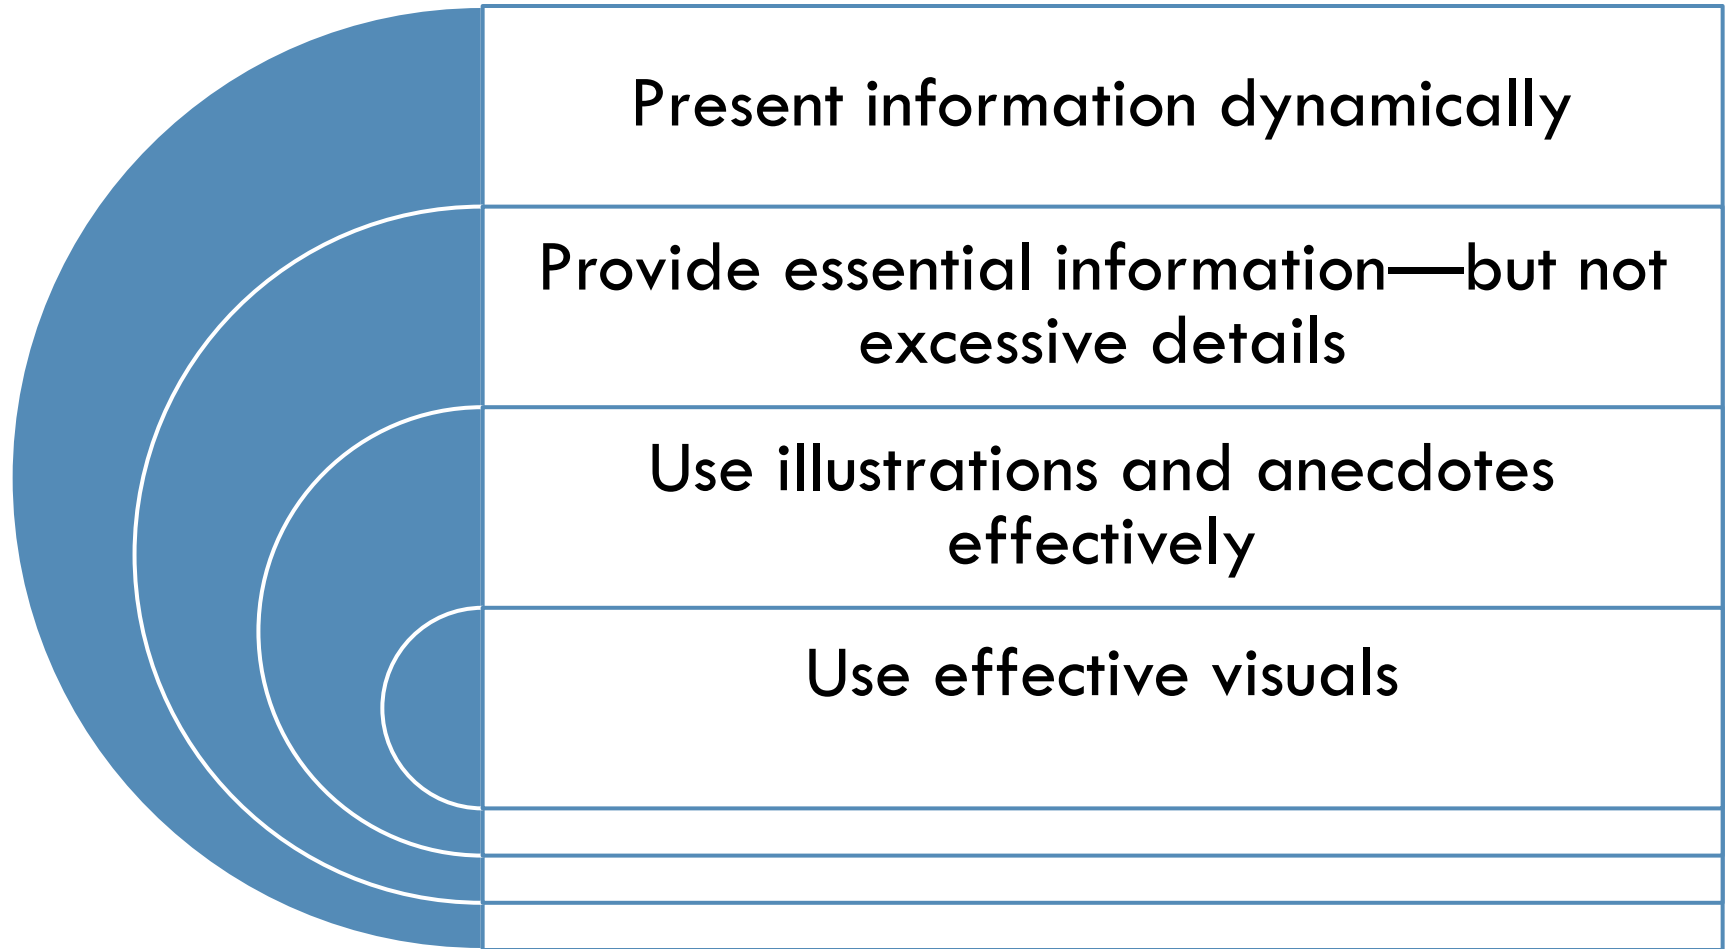 Present information dynamically
Provide essential information—but not
excessive details
Use illustrations and anecdotes
effectively
Use effective visuals